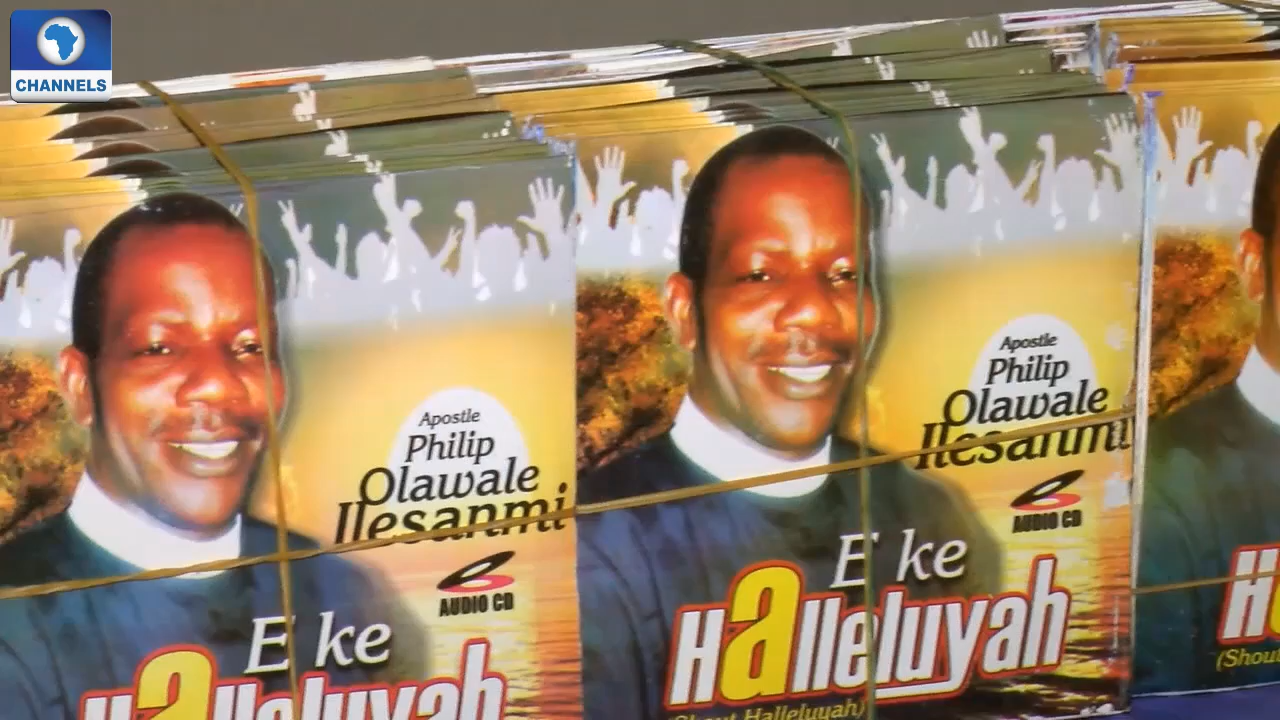 CHANNELS
Apostle
Philip
Olawale
Ilesanmi
AUDIO CD
E ke
Halleluyah
Apostle
Philip
Olawale
Ilesanmi
AUDIO CD
E ke
Halleluyah
(Shout Halleluyah)
H
(Shout